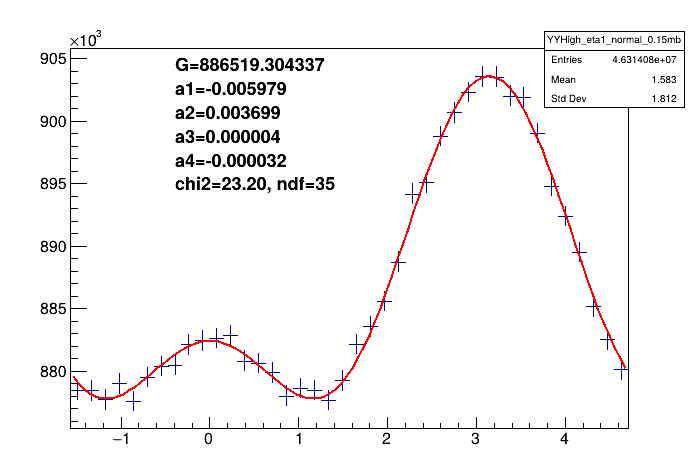 ×10³
YYHigh_eta1_normal_0.15mb
Entries 4.631408e+07
Mean 1.583
Std Dev 1.812
G=886519.304337
a1=-0.005979
a2=0.003699
a3=0.000004
a4=-0.000032
chi2=23.20, ndf=35
905
900
895
890
885
880
−1 0 1 2 3 4